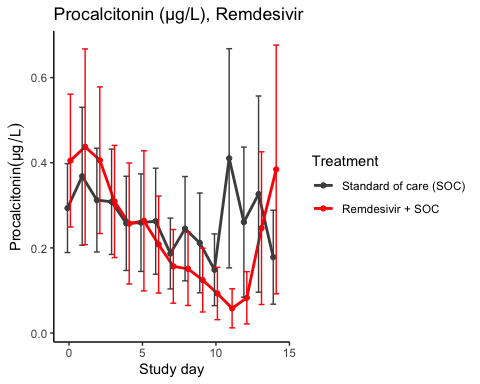 Procalcitonin (µg/L), Remdesivir
Procalcitonin(µg/L)
0.6
0.4
0.2
0.0
0
5
10
15
Study day
Treatment
Standard of care (SOC)
Remdesivir + SOC